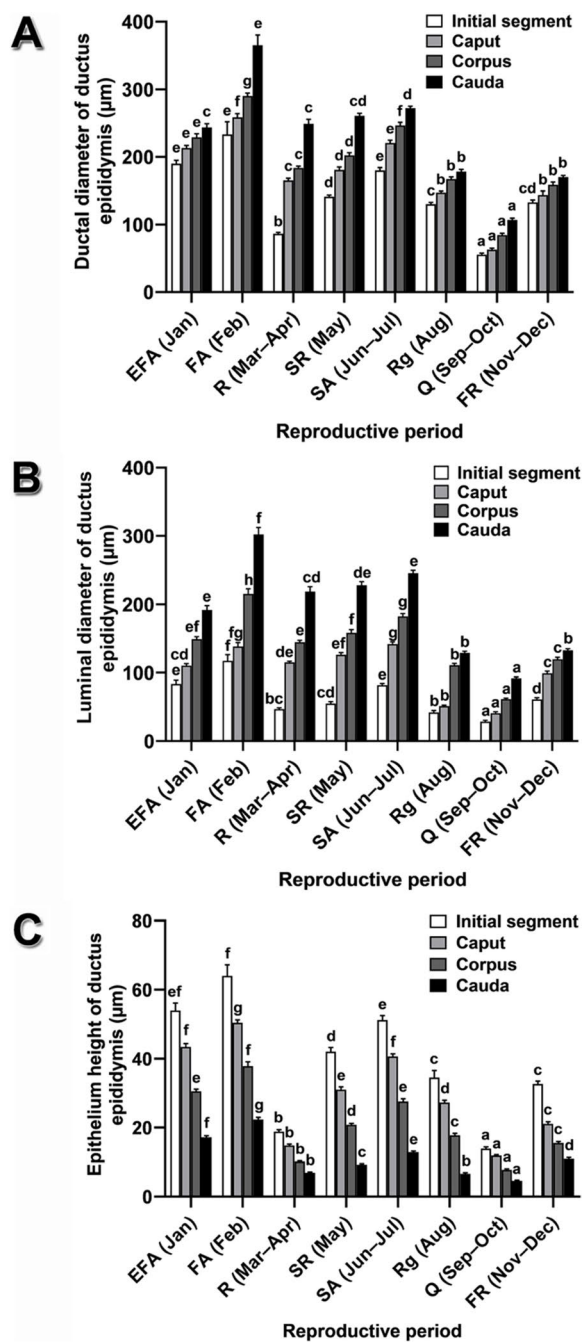 A
Ductal diameter of ductus
epididymis (µm)
400
300
200
100
0
Initial segment
Caput
Corpus
Cauda
e e e c
e f g e
b c c c
d d d cd
e e f d
c b b b
a a a a
cd b b b
EFA (Jan)
FA (Feb)
R (Mar–Apr)
SR (May)
SA (Jun–Jul)
Rg (Aug)
Q (Sep–Oct)
FR (Nov–Dec)
Reproductive period
B
Luminal diameter of ductus
epididymis (µm)
400
300
200
100
0
Initial segment
Caput
Corpus
Cauda
e cd ef e
f fg h f
bc de e cd
cd ef f de
f g g e
b b b b
a a a a
d c c b
EFA (Jan)
FA (Feb)
R (Mar–Apr)
SR (May)
SA (Jun–Jul)
Rg (Aug)
Q (Sep–Oct)
FR (Nov–Dec)
Reproductive period
C
Epithelium height of ductus
epididymis (µm)
80
60
40
20
0
Initial segment
Caput
Corpus
Cauda
ef f e f
f g f g
b b b b
d e d c
e f e e
c d c b
a a a a
c c c d
EFA (Jan)
FA (Feb)
R (Mar–Apr)
SR (May)
SA (Jun–Jul)
Rg (Aug)
Q (Sep–Oct)
FR (Nov–Dec)
Reproductive period